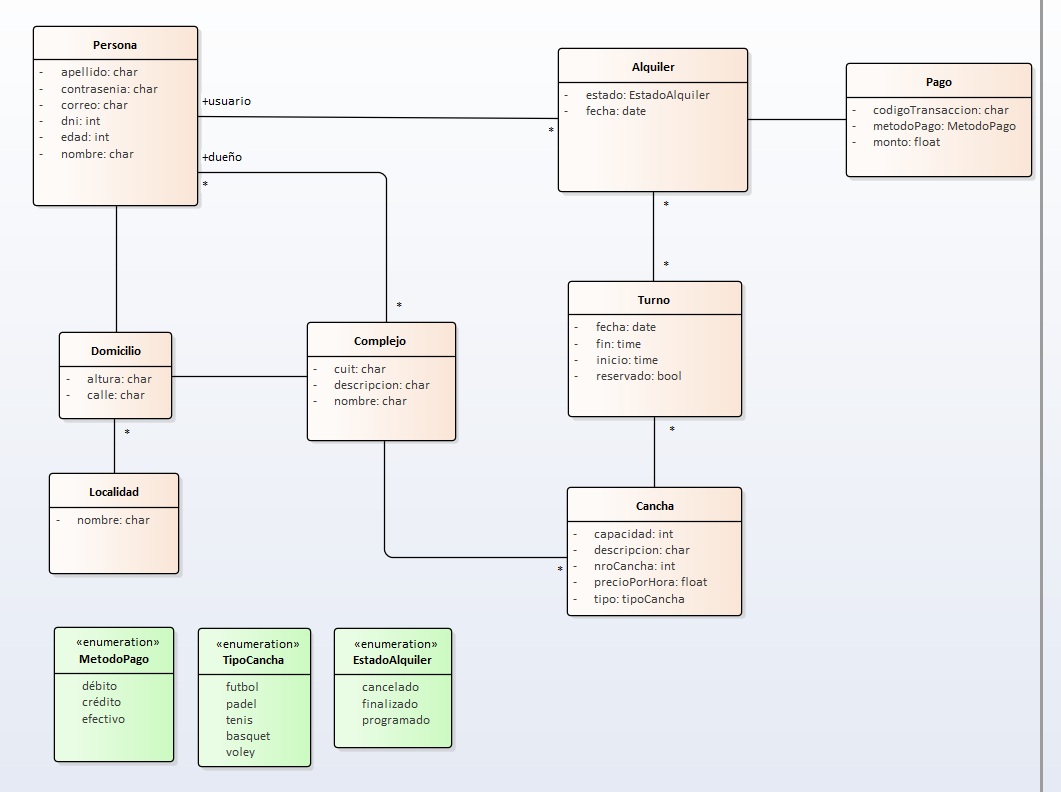 Persona
- apellido: char
- contrasenia: char
- correo: char
- dni: int
- edad: int
- nombre: char
+usuario
*
+dueño
*
*
Alquiler
- estado: EstadoAlquiler
- fecha: date
*
*
Pago
- codigoTransaccion: char
- metodoPago: MetodoPago
- monto: float
Turno
- fecha: date
- fin: time
- inicio: time
- reservado: bool
*
Domicilio
- altura: char
- calle: char
*
Complejo
- cuit: char
- descripcion: char
- nombre: char
Localidad
- nombre: char
*
Cancha
- capacidad: int
- descripcion: char
- nroCancha: int
- precioPorHora: float
- tipo: tipoCancha
«enumeration»
MetodoPago
débito
crédito
efectivo
«enumeration»
TipoCancha
futbol
padel
tenis
basquet
voley
«enumeration»
EstadoAlquiler
cancelado
finalizado
programado